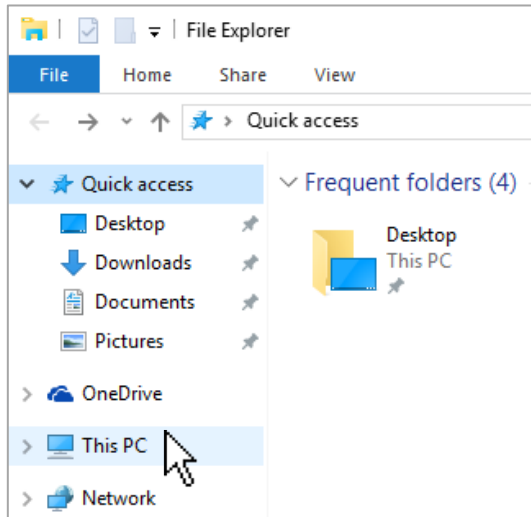 File Explorer
File Home Share View
Quick access
Quick access
Desktop
Downloads
Documents
Pictures
OneDrive
This PC
Network
Frequent folders (4)
Desktop
This PC